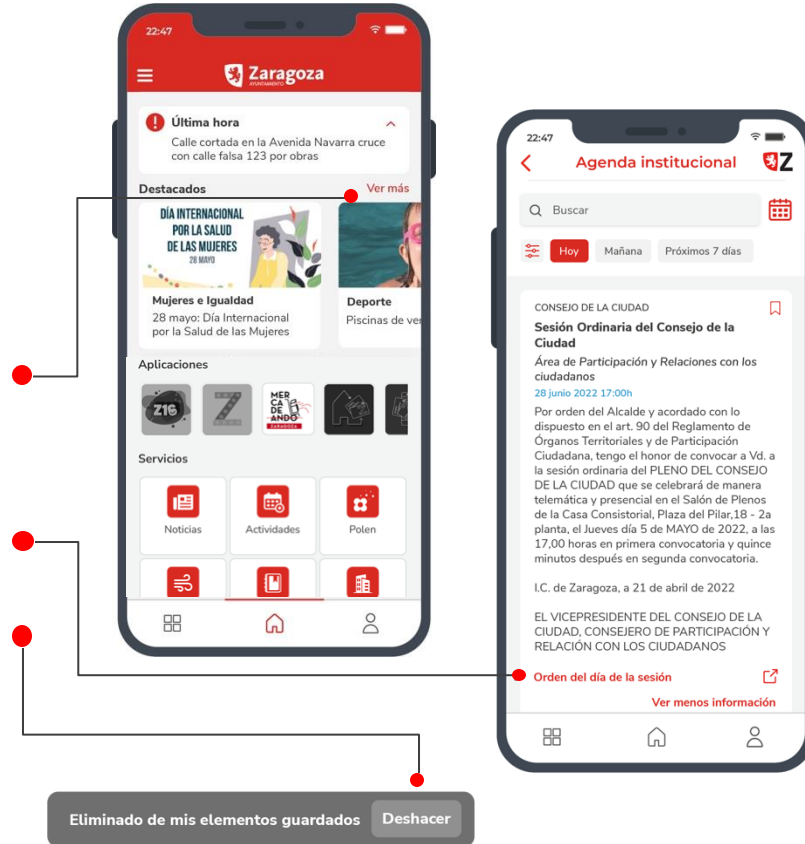 22:47
Zaragoza
AYUNTAMIENTO
Última hora
Calle cortada en la Avenida Navarra cruce
con calle falsa 123 por obras
Destacados
Ver más
DÍA INTERNACIONAL
POR LA SALUD
DE LAS MUJERES
28 MAYO
Mujeres e Igualdad
28 mayo: Día Internacional
por la Salud de las Mujeres
Deporte
Piscinas de ver
Aplicaciones
Z16
Z
MER
CA
DE
ANDO
ZARAGOZA
Servicios
Noticias
Actividades
Polen
22:47
Agenda institucional
Z
Buscar
Hoy
Mañana
Próximos 7 días
CONSEJO DE LA CIUDAD
Sesión Ordinaria del Consejo de la
Ciudad
Área de Participación y Relaciones con los
ciudadanos
28 junio 2022 17:00h
Por orden del Alcalde y acordado con lo
dispuesto en el art. 90 del Reglamento de
Órganos Territoriales y de Participación
Ciudadana, tengo el honor de convocar a Vd. a
la sesión ordinaria del PLENO DEL CONSEJO
DE LA CIUDAD que se celebrará de manera
telemática y presencial en el Salón de Plenos
de la Casa Consistorial, Plaza del Pilar,18 - 2a
planta, el Jueves día 5 de MAYO de 2022, a las
17,00 horas en primera convocatoria y quince
minutos después en segunda convocatoria.
I.C. de Zaragoza, a 21 de abril de 2022
EL VICEPRESIDENTE DEL CONSEJO DE LA
CIUDAD, CONSEJERO DE PARTICIPACIÓN Y
RELACIÓN CON LOS CIUDADANOS
Orden del día de la sesión
Ver menos información
Eliminado de mis elementos guardados
Deshacer